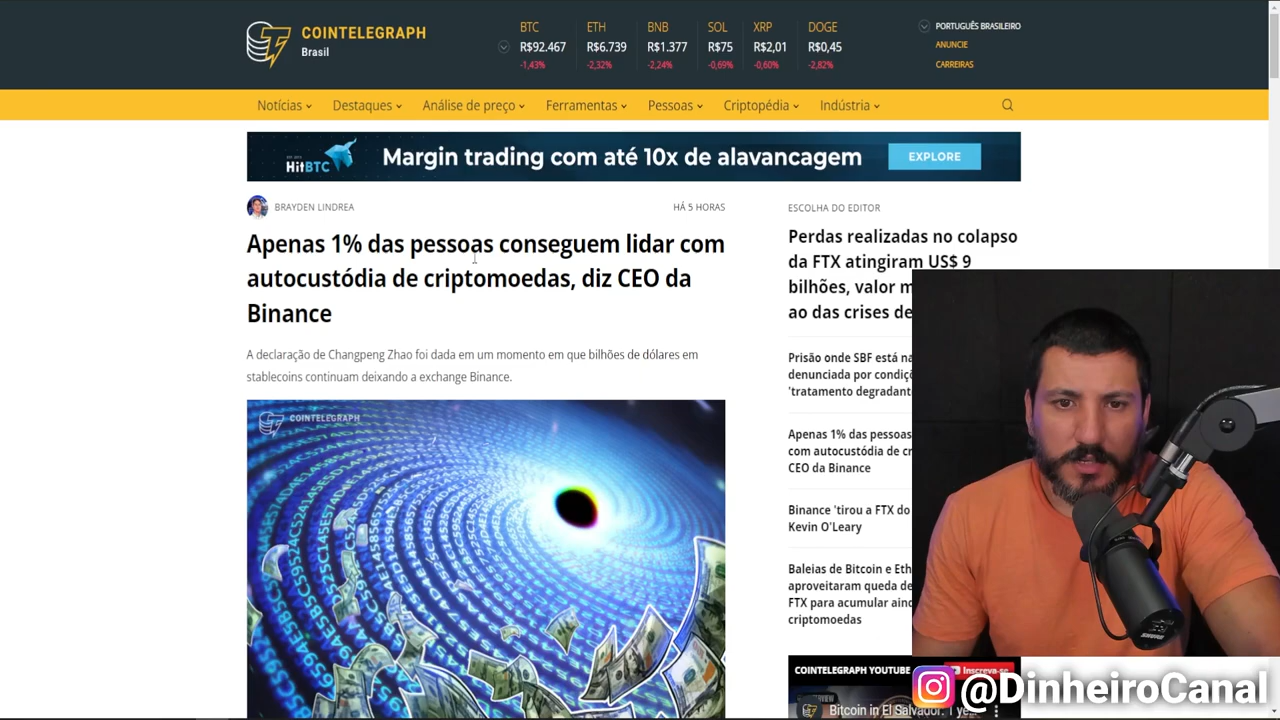 COINTELEGRAPH
Brasil
BTC
R$92.467
-1,43%
ETH
R$6.739
-2,32%
BNB
R$1.377
-2,24%
SOL
R$75
-0,69%
XRP
R$2,01
-0,60%
DOGE
R$0,45
-2,82%
PORTUGUÊS BRASILEIRO
ANUNCIE
CARREIRAS
Notícias
Destaques
Análise de preço
Ferramentas
Pessoas
Criptopédia
Indústria
HitBTC
Margin trading com até 10x de alavancagem
EXPLORE
BRAYDEN LINDREA
HÁ 5 HORAS
Apenas 1% das pessoas conseguem lidar com
autocustódia de criptomoedas, diz CEO da
Binance
A declaração de Changpeng Zhao foi dada em um momento em que bilhões de dólares em
stablecoins continuam deixando a exchange Binance.
COINTELEGRAPH
ESCOLHA DO EDITOR
Perdas realizadas no colapso
da FTX atingiram US$ 9
bilhões, valor
ao das crises de
Prisão onde SBF está
denunciada por
'tratamento
Apenas 1% das pessoas
com autocustódia de
CEO da Binance
Binance 'tirou a FTX do
Kevin O'Leary
Baleias de Bitcoin e
aproveitaram queda
FTX para acumular
criptomoedas
COINTELEGRAPH YOUTUBE
Inscreva-se
Bitcoin in El Salvador: 1
@DinheiroCanal
SHURE